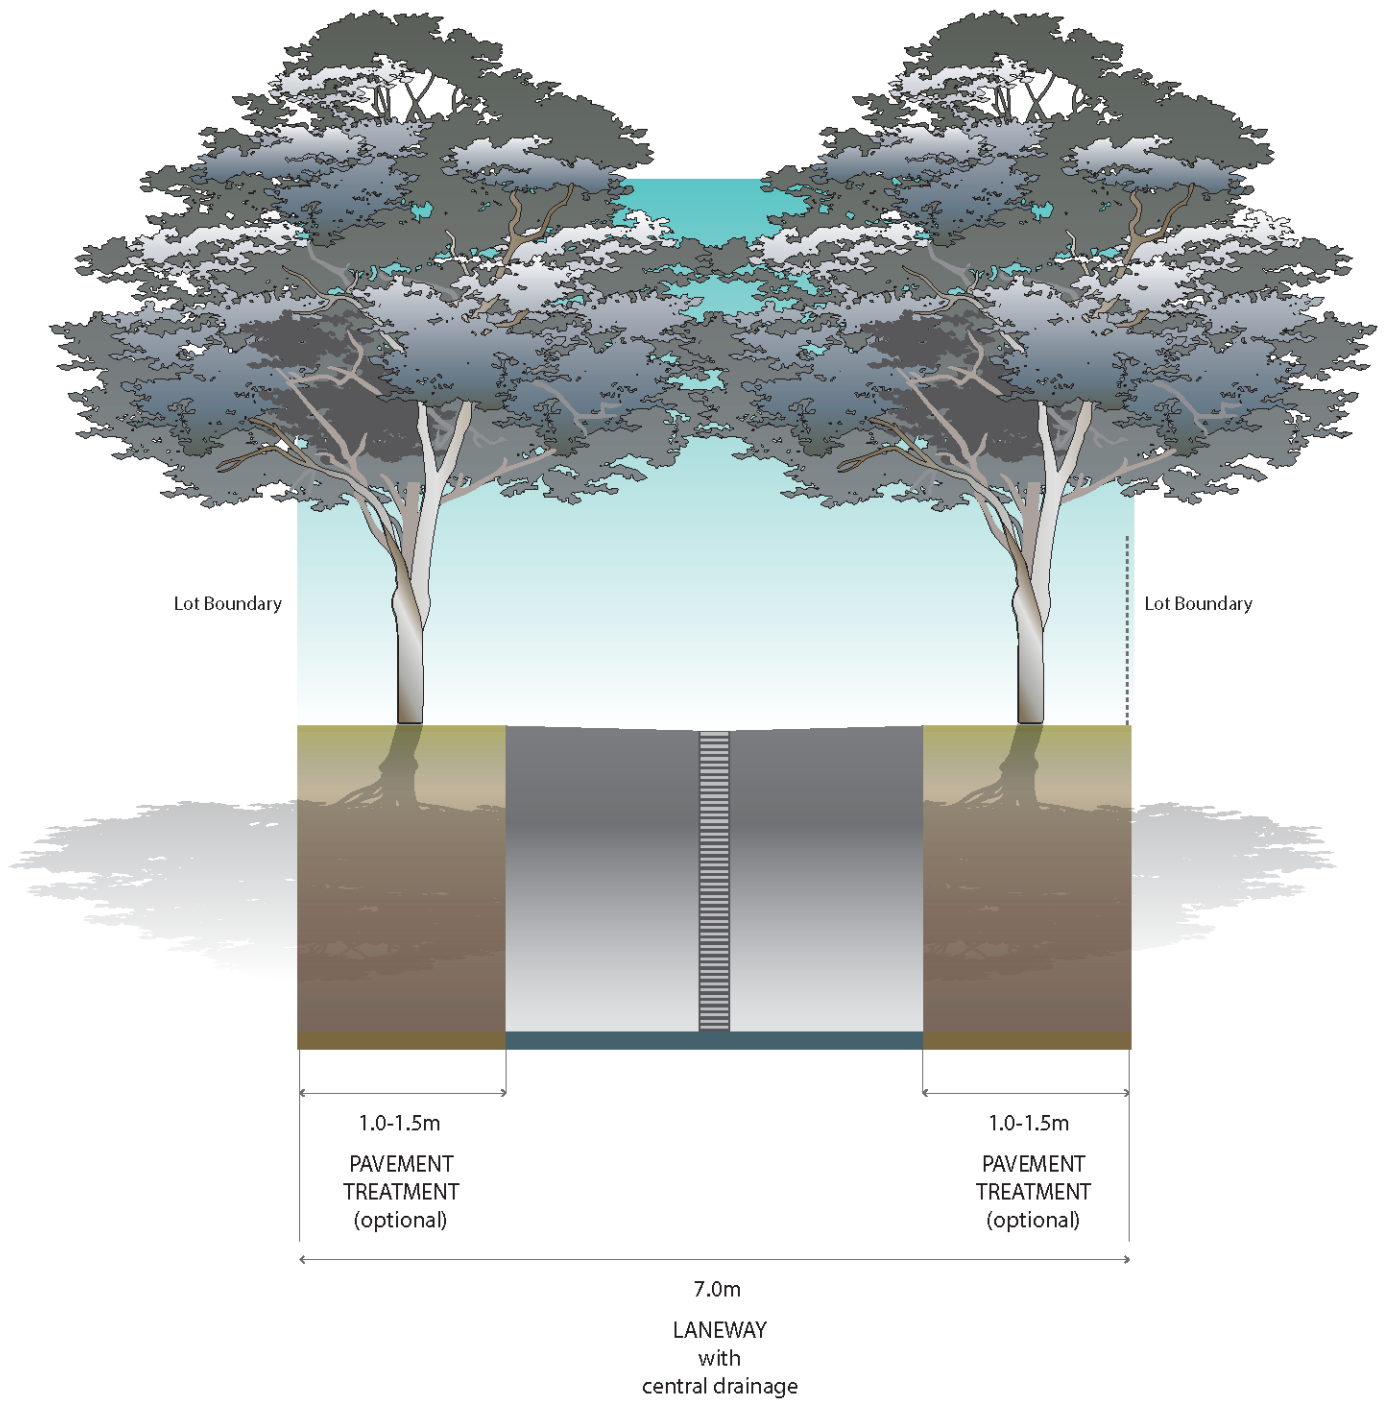 Lot Boundary
Lot Boundary
1.0-1.5m
PAVEMENT
TREATMENT
(optional)
1.0-1.5m
PAVEMENT
TREATMENT
(optional)
7.0m
LANEWAY
with
central drainage